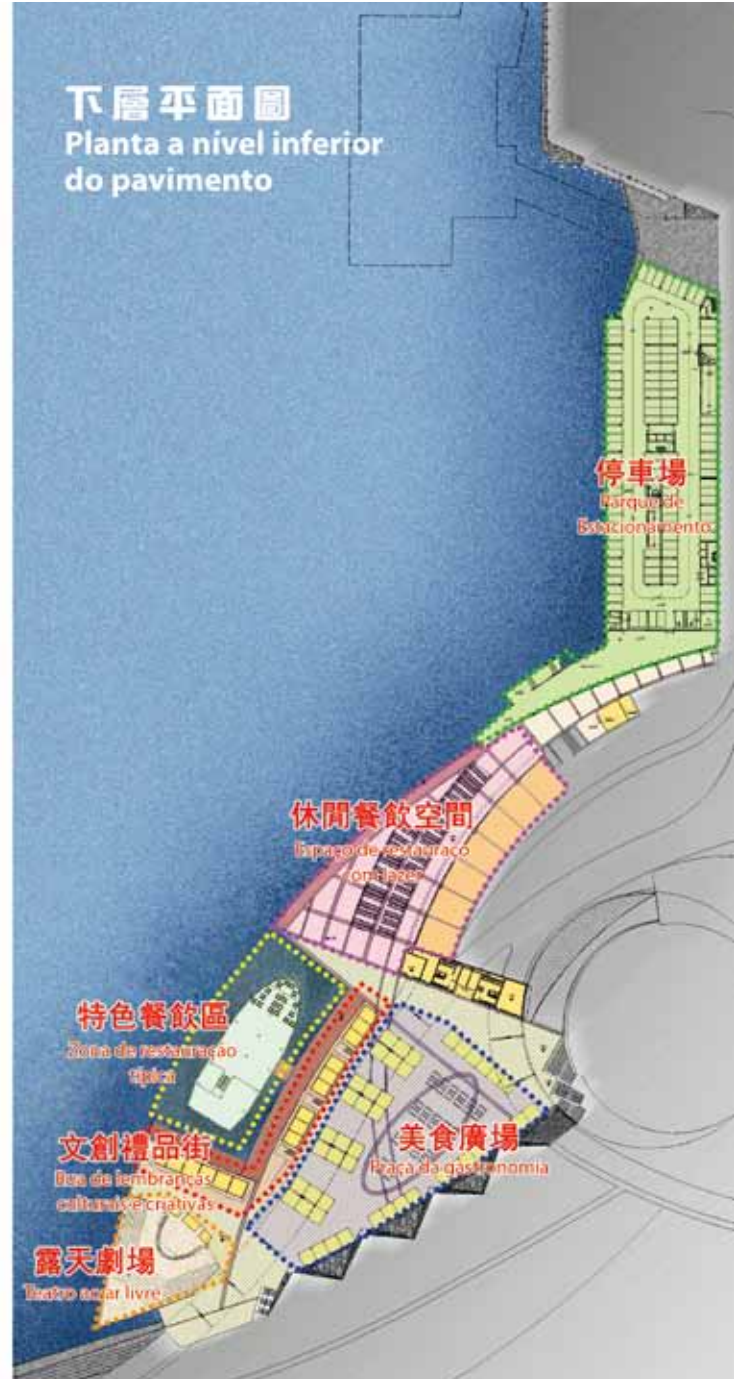 下層平面圖
Planta a nível inferior
do pavimento
停車場
Parque de
Estacionamento
休閒餐飲空間
Espaço de restauraço
om lazer
特色餐飲區
Zona de restauração
típica
文創禮品街
Rua de lembranças
culturais e criativas
美食廣場
Praça da gastronomia
露天劇場
Teatro ao ar livre